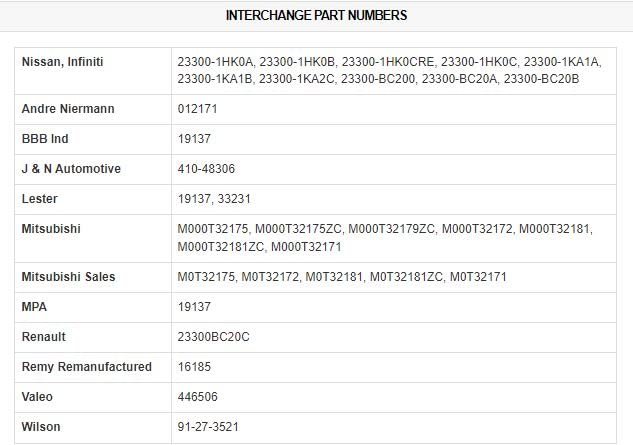 INTERCHANGE PART NUMBERS
Nissan, Infiniti 23300-1HK0A, 23300-1HK0B, 23300-1HK0CRE, 23300-1HK0C, 23300-1KA1A,
23300-1KA1B, 23300-1KA2C, 23300-BC200, 23300-BC20A, 23300-BC20B
Andre Niermann 012171
BBB Ind 19137
J & N Automotive 410-48306
Lester 19137, 33231
Mitsubishi M000T32175, M000T32175ZC, M000T32179ZC, M000T32172, M000T32181,
M000T32181ZC, M000T32171
Mitsubishi Sales M0T32175, M0T32172, M0T32181, M0T32181ZC, M0T32171
MPA 19137
Renault 23300BC20C
Remy Remanufactured 16185
Valeo 446506
Wilson 91-27-3521